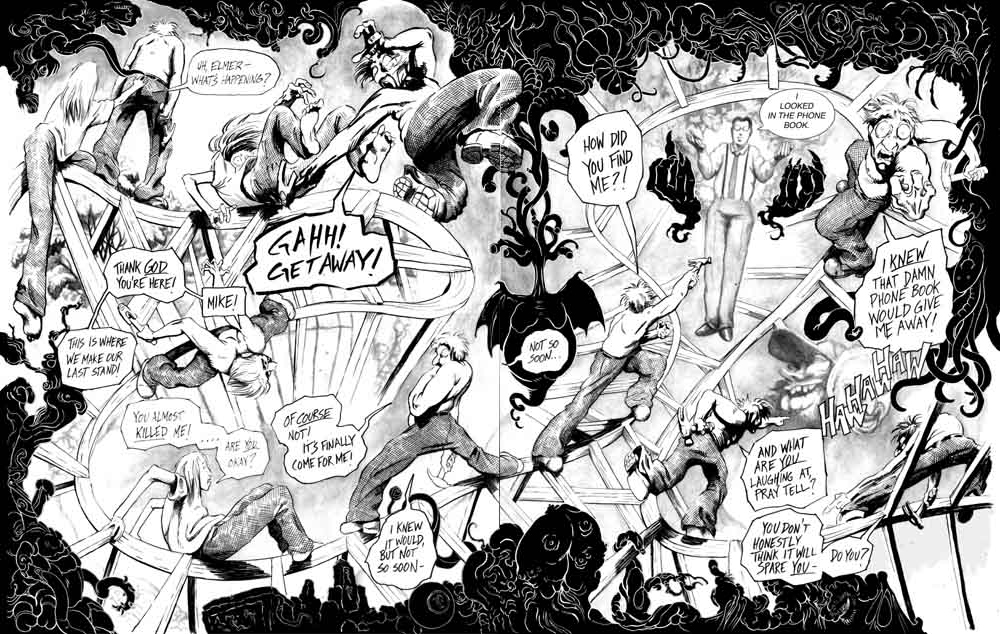 UH, ELMER—
WHAT'S HAPPENING?
GAHH!
GET AWAY!
THANK GOD
YOU'RE HERE!
MIKE!
THIS IS WHERE
WE MAKE OUR
LAST STAND!
YOU ALMOST
KILLED ME!
.... ARE YOU
OKAY?
OF COURSE
NOT!
IT'S FINALLY
COME FOR ME!
I KNEW
IT WOULD,
BUT NOT
SO SOON-
NOT SO
SOON...
HOW DID
YOU FIND
ME?!
I
LOOKED
IN THE PHONE
BOOK.
I KNEW
THAT DAMN
PHONE BOOK
WOULD GIVE
ME AWAY!
HAHAHAHAW
AND WHAT
ARE YOU
LAUGHING AT,
PRAY TELL?
YOU DON'T
HONESTLY
THINK IT WILL
SPARE YOU—
DO YOU?